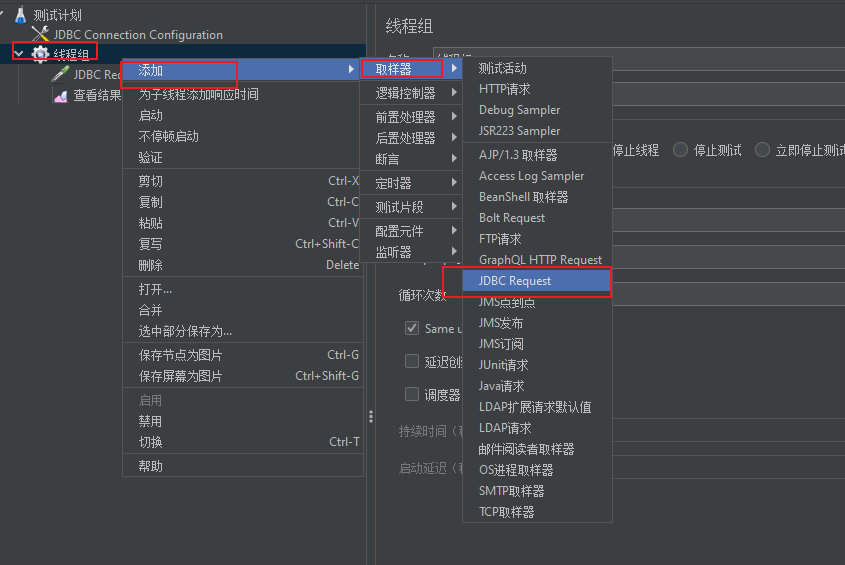 测试计划
JDBC Connection Configuration
线程组
JDBC Rec
查看结果
线程组
添加
为子线程添加响应时间
启动
不停顿启动
验证
剪切 Ctrl-X
复制 Ctrl-C
粘贴 Ctrl-V
复写 Ctrl+Shift-C
删除 Delete
打开...
合并
选中部分保存为...
保存节点为图片 Ctrl-G
保存屏幕为图片 Ctrl+Shift-G
启用
禁用
切换 Ctrl-T
帮助
取样器
逻辑控制器
前置处理器
后置处理器
断言
定时器
测试片段
配置元件
监听器
测试活动
HTTP请求
Debug Sampler
JSR223 Sampler
AJP/1.3 取样器
Access Log Sampler
BeanShell 取样器
Bolt Request
FTP请求
GraphQL HTTP Request
JDBC Request
JMS点到点
JMS发布
JMS订阅
JUnit请求
Java请求
LDAP扩展请求默认值
LDAP请求
邮件阅读者取样器
OS进程取样器
SMTP取样器
TCP取样器
停止线程 停止测试 立即停止测试
循环次数
Same u
延迟创
调度器
持续时间（
启动延迟（